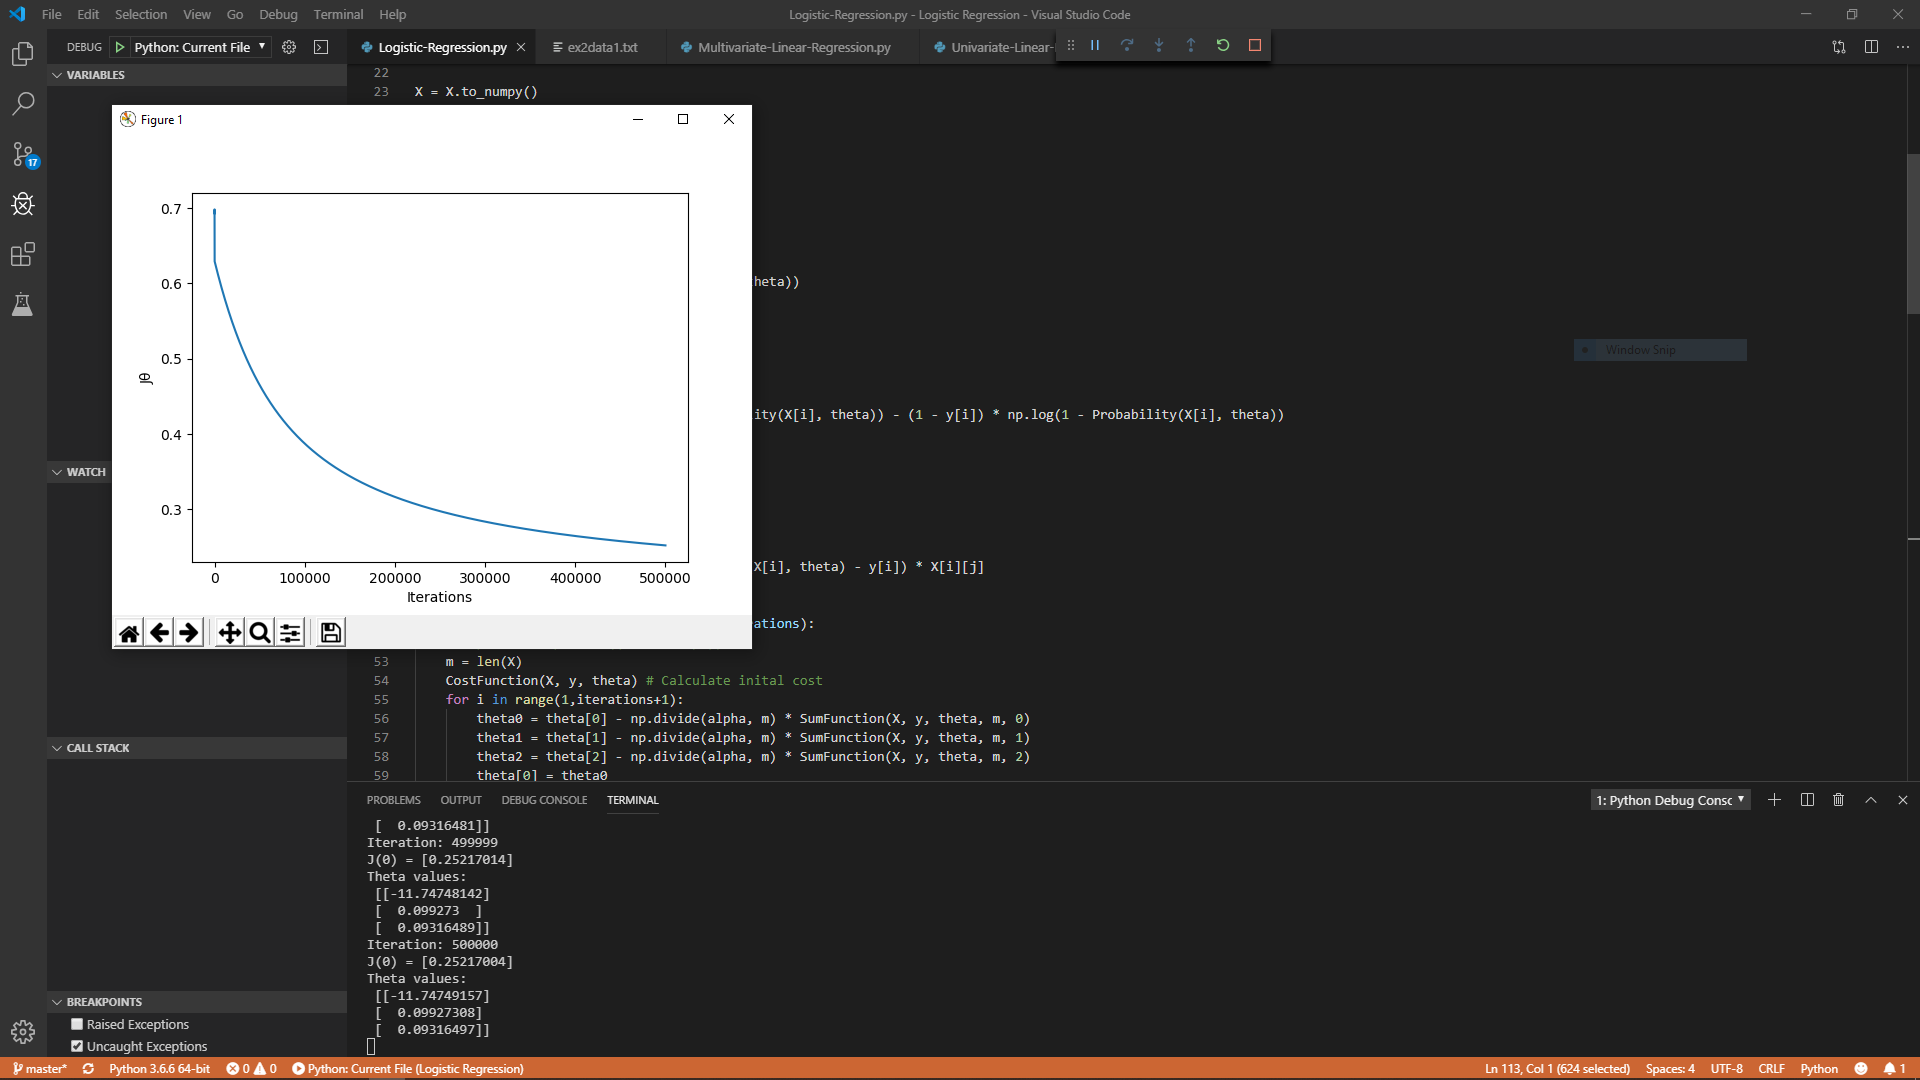 File Edit Selection View Go Debug Terminal Help
Logistic-Regression.py - Logistic Regression - Visual Studio Code
DEBUG Python: Current File
Logistic-Regression.py
ex2data1.txt
Multivariate-Linear-Regression.py
Univariate-Linear-
VARIABLES
22
23 X = X.to_numpy()
Figure 1
0.7
0.6
0.5
0.4
0.3
Jθ
0 100000 200000 300000 400000 500000
Iterations
heta))
Window Snip
ity(X[i], theta)) - (1 - y[i]) * np.log(1 - Probability(X[i], theta))
X[i], theta) - y[i]) * X[i][j]
ations):
53 m = len(X)
54 CostFunction(X, y, theta) # Calculate inital cost
55 for i in range(1,iterations+1):
56 theta0 = theta[0] - np.divide(alpha, m) * SumFunction(X, y, theta, m, 0)
57 theta1 = theta[1] - np.divide(alpha, m) * SumFunction(X, y, theta, m, 1)
58 theta2 = theta[2] - np.divide(alpha, m) * SumFunction(X, y, theta, m, 2)
59 theta[0] = theta0
17
WATCH
CALL STACK
BREAKPOINTS
Raised Exceptions
Uncaught Exceptions
PROBLEMS OUTPUT DEBUG CONSOLE TERMINAL
1: Python Debug Consc
[ 0.09316481]]
Iteration: 499999
J(0) = [0.25217014]
Theta values:
[[-11.74748142]
[ 0.099273 ]
[ 0.09316489]]
Iteration: 500000
J(0) = [0.25217004]
Theta values:
[[-11.74749157]
[ 0.09927308]
[ 0.09316497]]
master* Python 3.6.6 64-bit 0 0 Python: Current File (Logistic Regression)
Ln 113, Col 1 (624 selected) Spaces: 4 UTF-8 CRLF Python 1